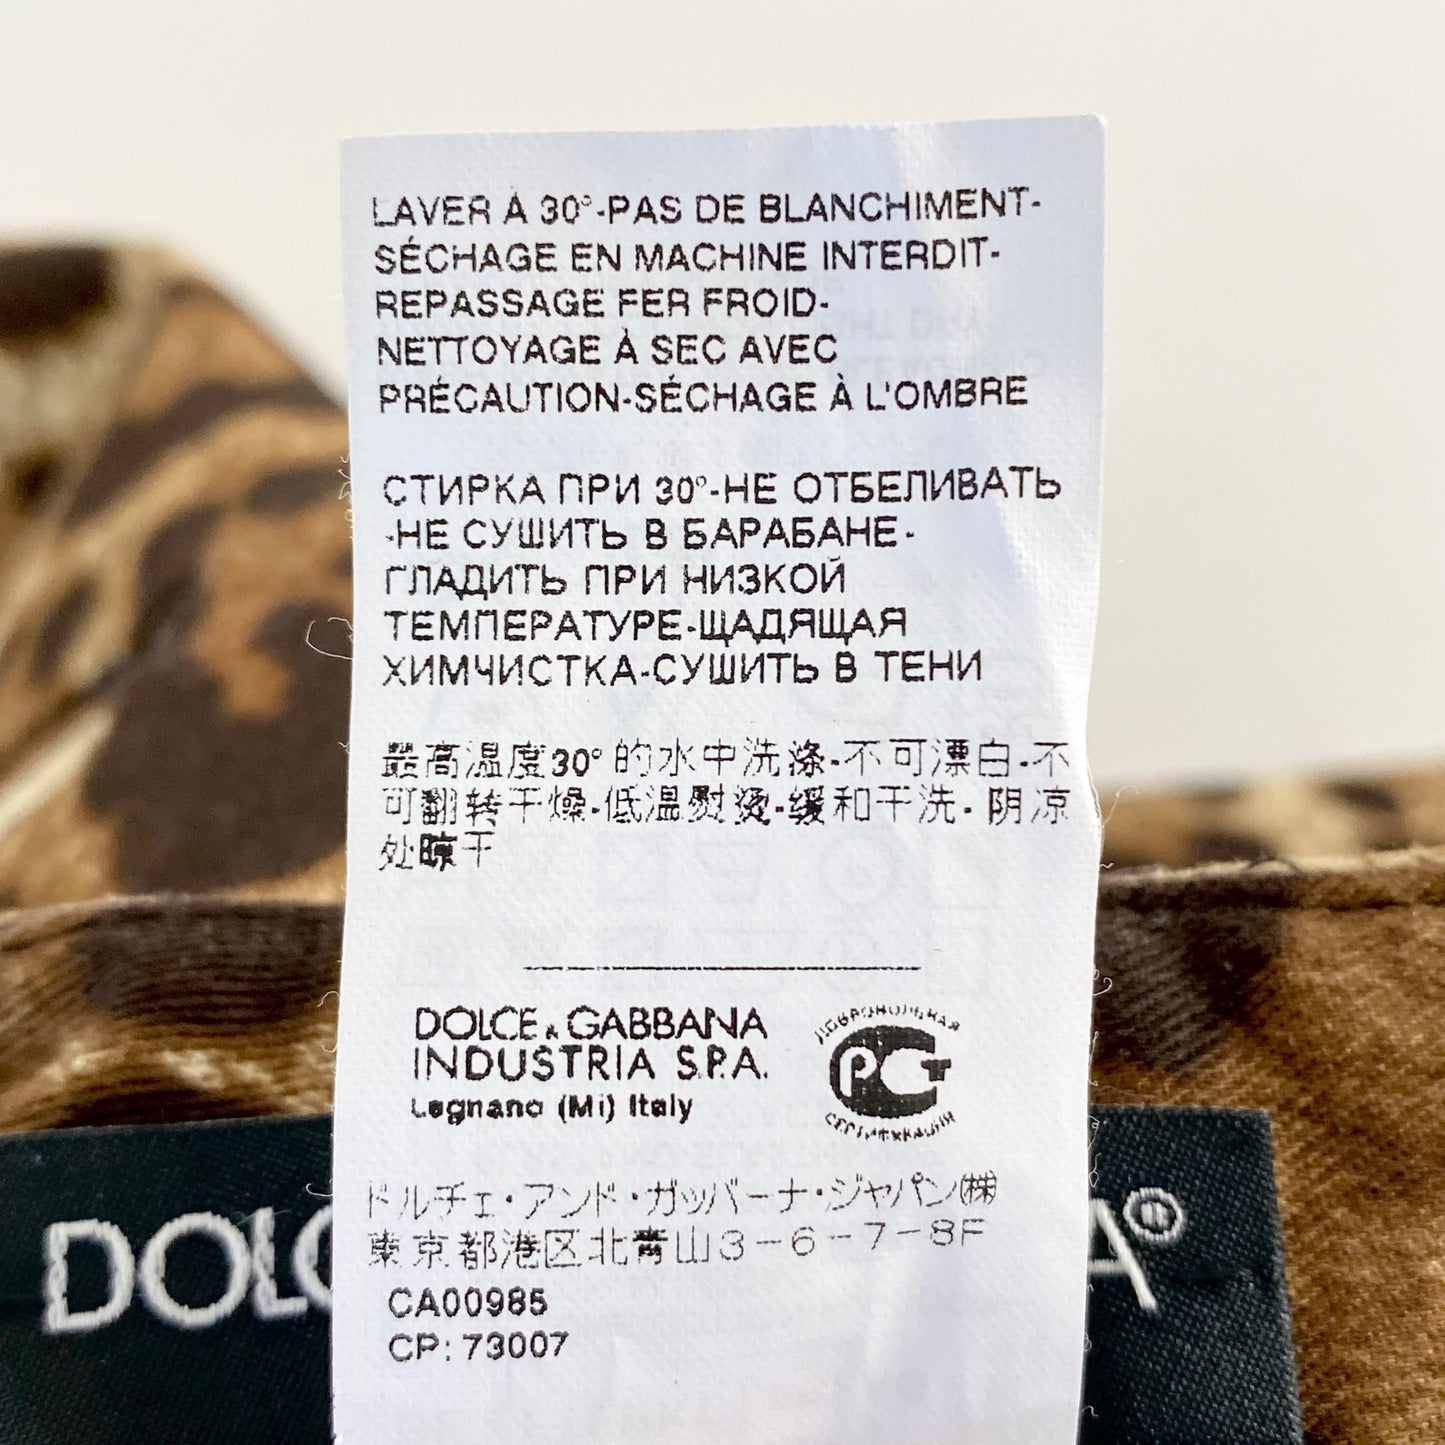 LAVER À 30°-PAS DE BLANCHIMENT-
SÉCHAGE EN MACHINE INTERDIT-
REPASSAGE FER FROID-
NETTOYAGE À SEC AVEC
PRÉCAUTION-SÉCHAGE À L'OMBRE
СТИРКА ПРИ 30°-НЕ ОТБЕЛИВАТЬ
-НЕ СУШИТЬ В БАРАБАНЕ-
ГЛАДИТЬ ПРИ НИЗКОЙ
ТЕМПЕРАТУРЕ-ЩАДЯЩАЯ
ХИМЧИСТКА-СУШИТЬ В ТЕНИ
最高温度30°的水中洗涤-不可漂白-不
可翻转干燥-低温熨烫-缓和干洗-阴凉
处晾干
DOLCE & GABBANA
INDUSTRIA S.P.A.
Legnano (Mi) Italy
ДОБРОВОЛЬНАЯ
РСТ
СЕРТИФИКАЦИЯ
ドルチェ・アンド・ガッバーナ・ジャパン㈱
東京都港区北青山3-6-7-8F
CA00985
CP: 73007
DOLC A®